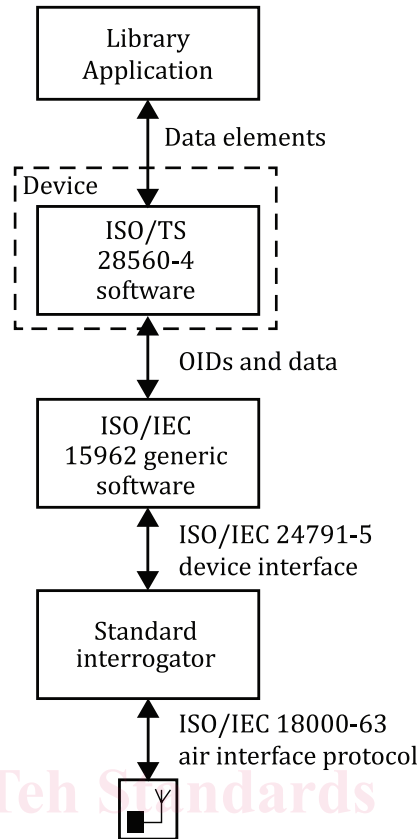 Library
Application
Data elements
Device
ISO/TS
28560-4
software
OIDs and data
ISO/IEC
15962 generic
software
ISO/IEC 24791-5
device interface
Standard
interrogator
ISO/IEC 18000-63
air interface protocol
Teh Standards